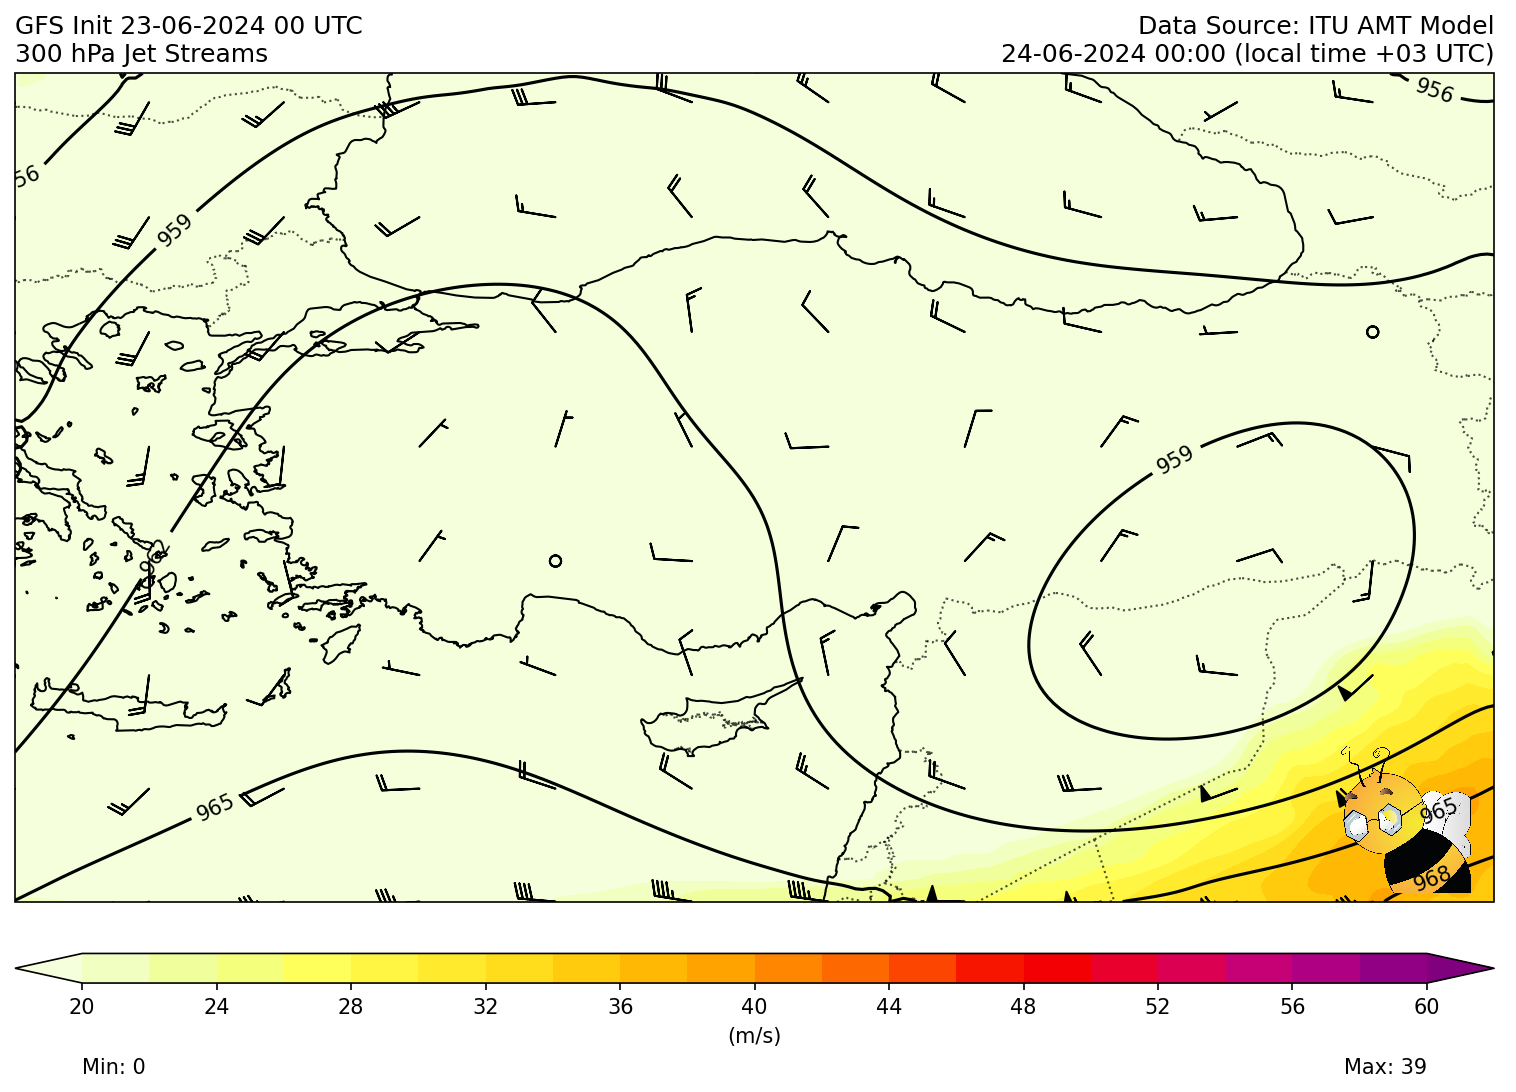 GFS Init 23-06-2024 00 UTC
300 hPa Jet Streams
Data Source: ITU AMT Model
24-06-2024 00:00 (local time +03 UTC)
956
56
959
959
965
965
968
20 24 28 32 36 40 44 48 52 56 60
(m/s)
Min: 0
Max: 39